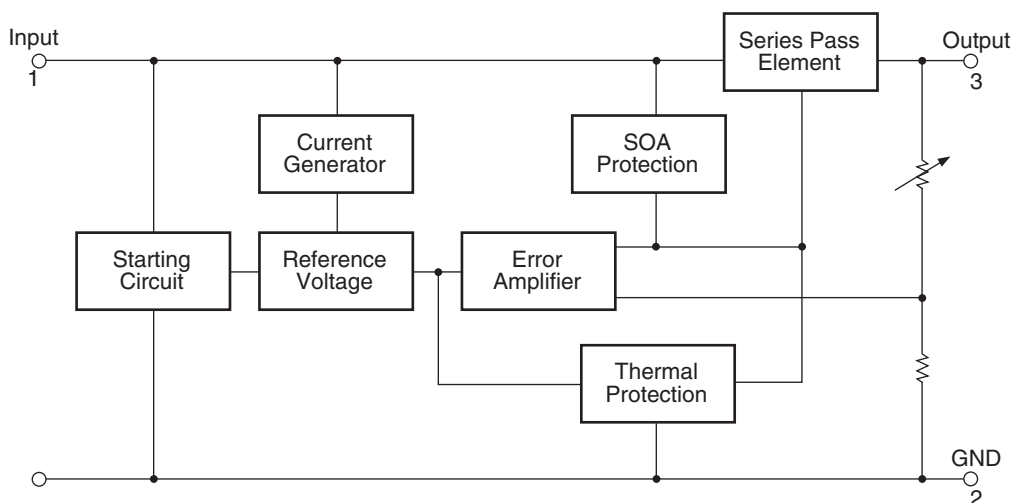 Input
1
Series Pass
Element
Output
3
Current
Generator
SOA
Protection
Starting
Circuit
Reference
Voltage
Error
Amplifier
Thermal
Protection
GND
2